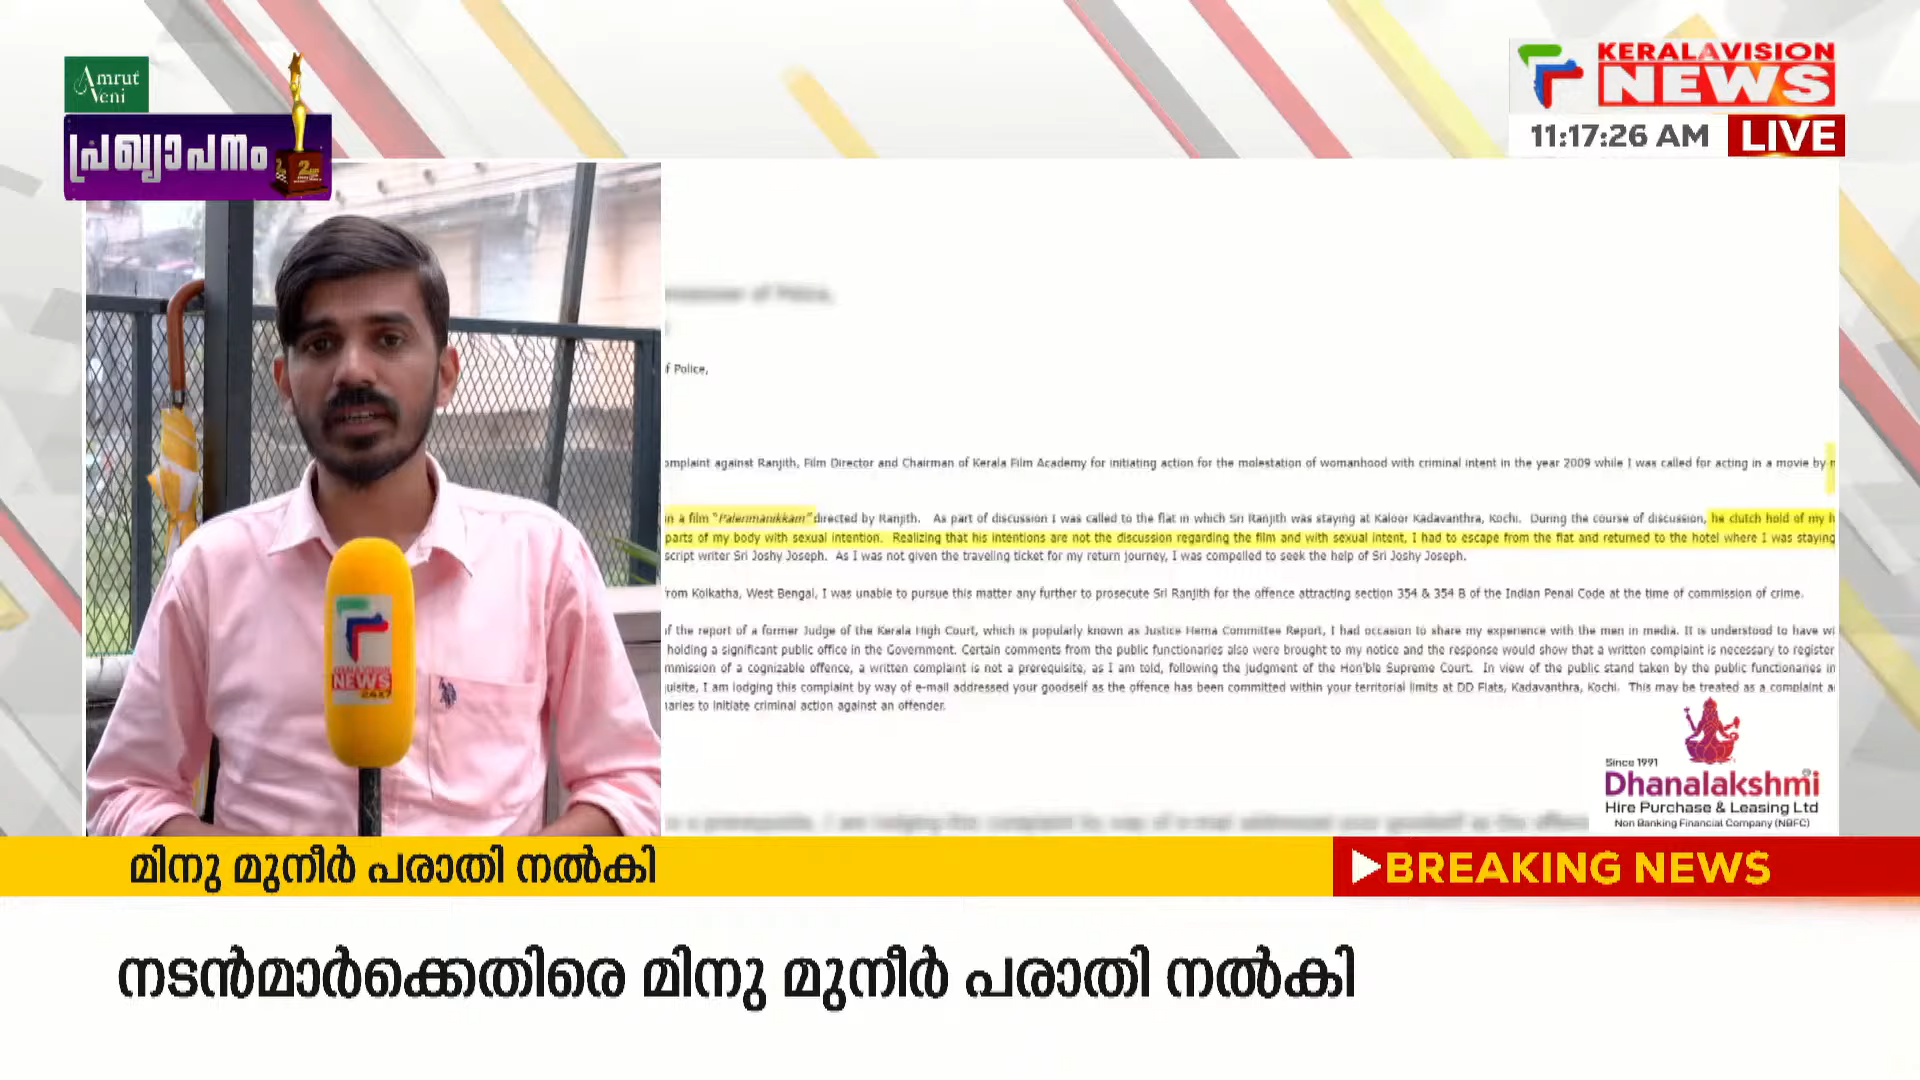 Amrut
Veni
പ്രഖ്യാപനം
KERALAVISION
NEWS
11:17:26 AM LIVE
of Police,
f Police,
omplaint against Ranjith, Film Director and Chairman of Kerala Film Academy for initiating action for the molestation of womanhood with criminal intent in the year 2009 while I was called for acting in a movie by
in a film "Palerimanikkam" directed by Ranjith. As part of discussion I was called to the flat in which Sri Ranjith was staying at Kaloor Kadavanthra, Kochi. During the course of discussion, he clutch hold of my h
parts of my body with sexual intention. Realizing that his intentions are not the discussion regarding the film and with sexual intent, I had to escape from the flat and returned to the hotel where I was staying
script writer Sri Joshy Joseph. As I was not given the traveling ticket for my return journey, I was compelled to seek the help of Sri Joshy Joseph.
rom Kolkatha, West Bengal, I was unable to pursue this matter any further to prosecute Sri Ranjith for the offence attracting section 354 & 354 B of the Indian Penal Code at the time of commission of crime.
f the report of a former Judge of the Kerala High Court, which is popularly known as Justice Hema Committee Report, I had occasion to share my experience with the men in media. It is understood to have wi
holding a significant public office in the Government. Certain comments from the public functionaries also were brought to my notice and the response would show that a written complaint is necessary to register
mmission of a cognizable offence, a written complaint is not a prerequisite, as I am told, following the judgment of the Hon'ble Supreme Court. In view of the public stand taken by the public functionaries in
uisite, I am lodging this complaint by way of e-mail addressed your goodself as the offence has been committed within your territorial limits at DD Flats, Kadavanthra, Kochi. This may be treated as a complaint a
naries to initiate criminal action against an offender.
KERALAVISION
NEWS
24x7
Since 1991
Dhanalakshmi
Hire Purchase & Leasing Ltd
Non Banking Financial Company (NBFC)
മിനു മുനീർ പരാതി നൽകി
BREAKING NEWS
നടൻമാർക്കെതിരെ മിനു മുനീർ പരാതി നൽകി